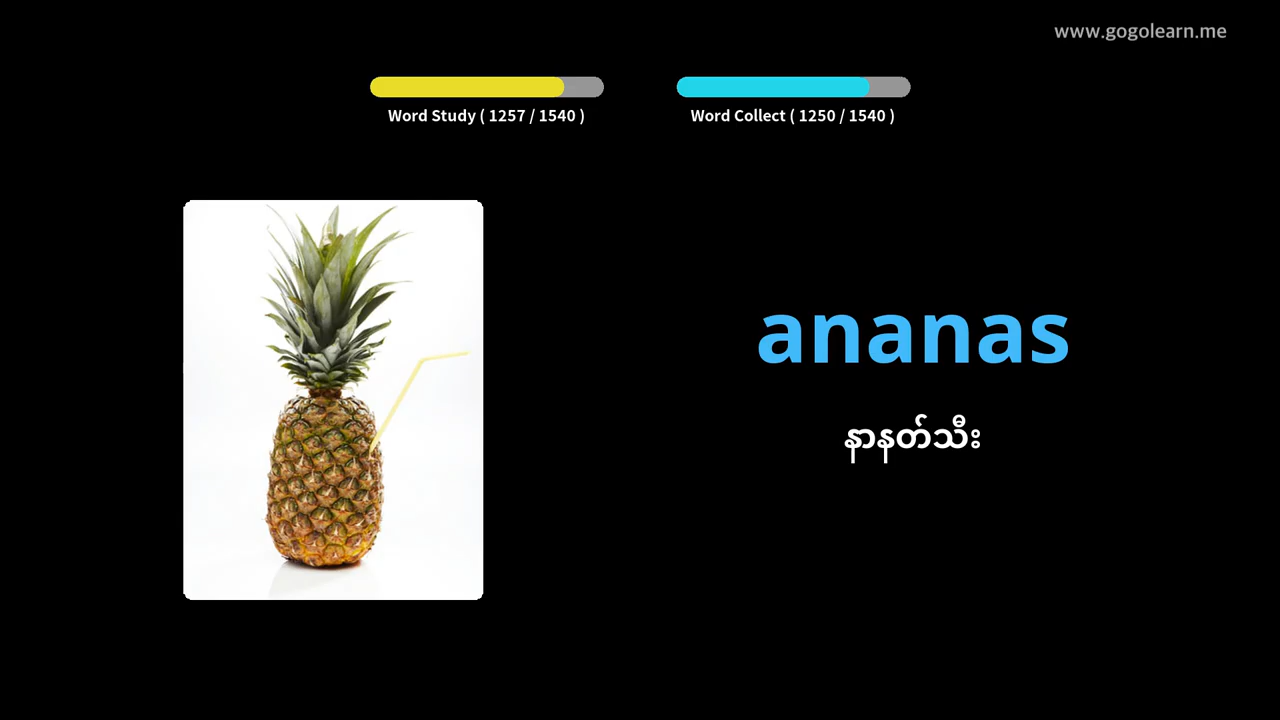 www.gogolearn.me
Word Study ( 1257 / 1540 )
Word Collect ( 1250 / 1540 )
ananas
နာနတ်သီး